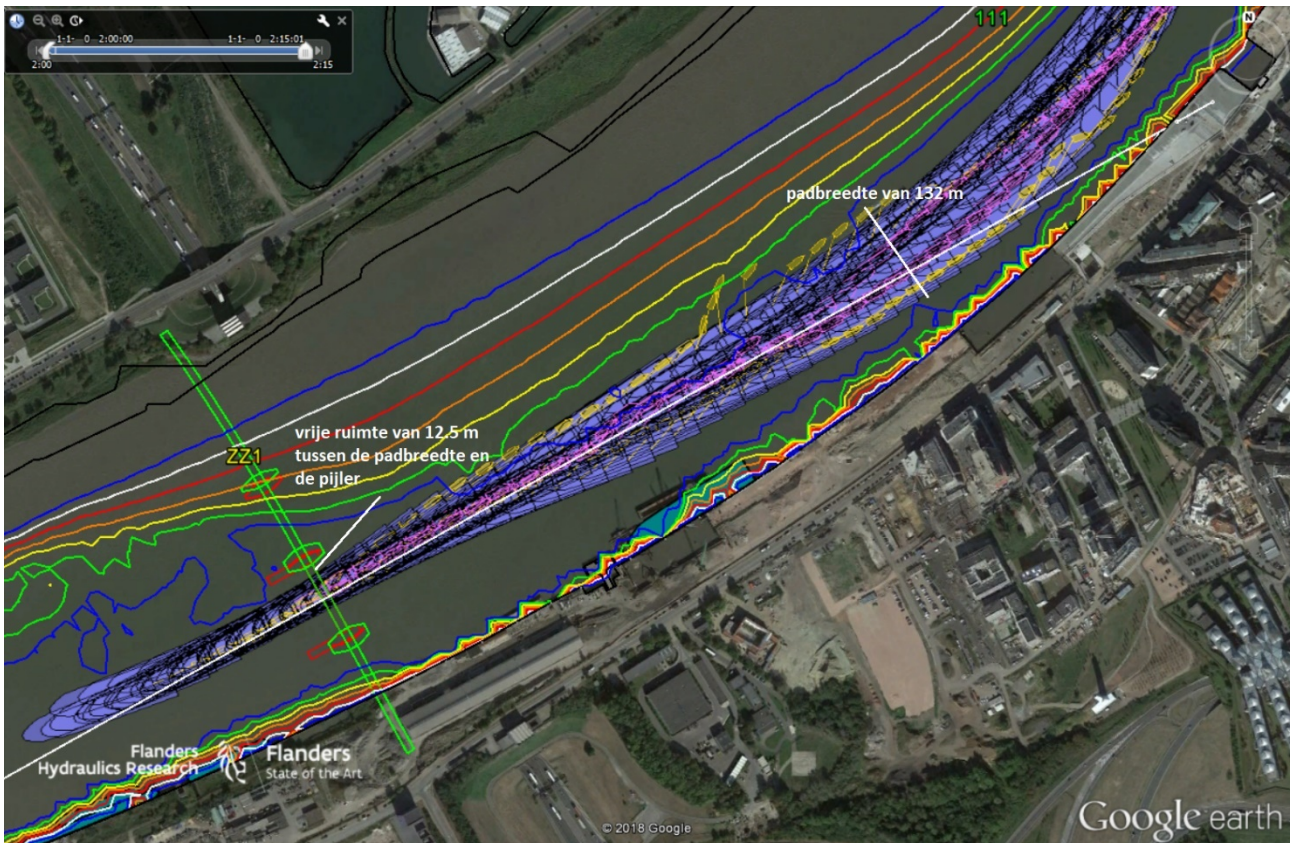 1-1- 0 2:00:00
1-1- 0 2:15:01
2:00
2:15
111
N
padbreedte van 132 m
vrije ruimte van 12.5 m
tussen de padbreedte en
de pijler
ZZ1
Flanders
Hydraulics Research
Flanders
State of the Art
© 2018 Google
Google earth